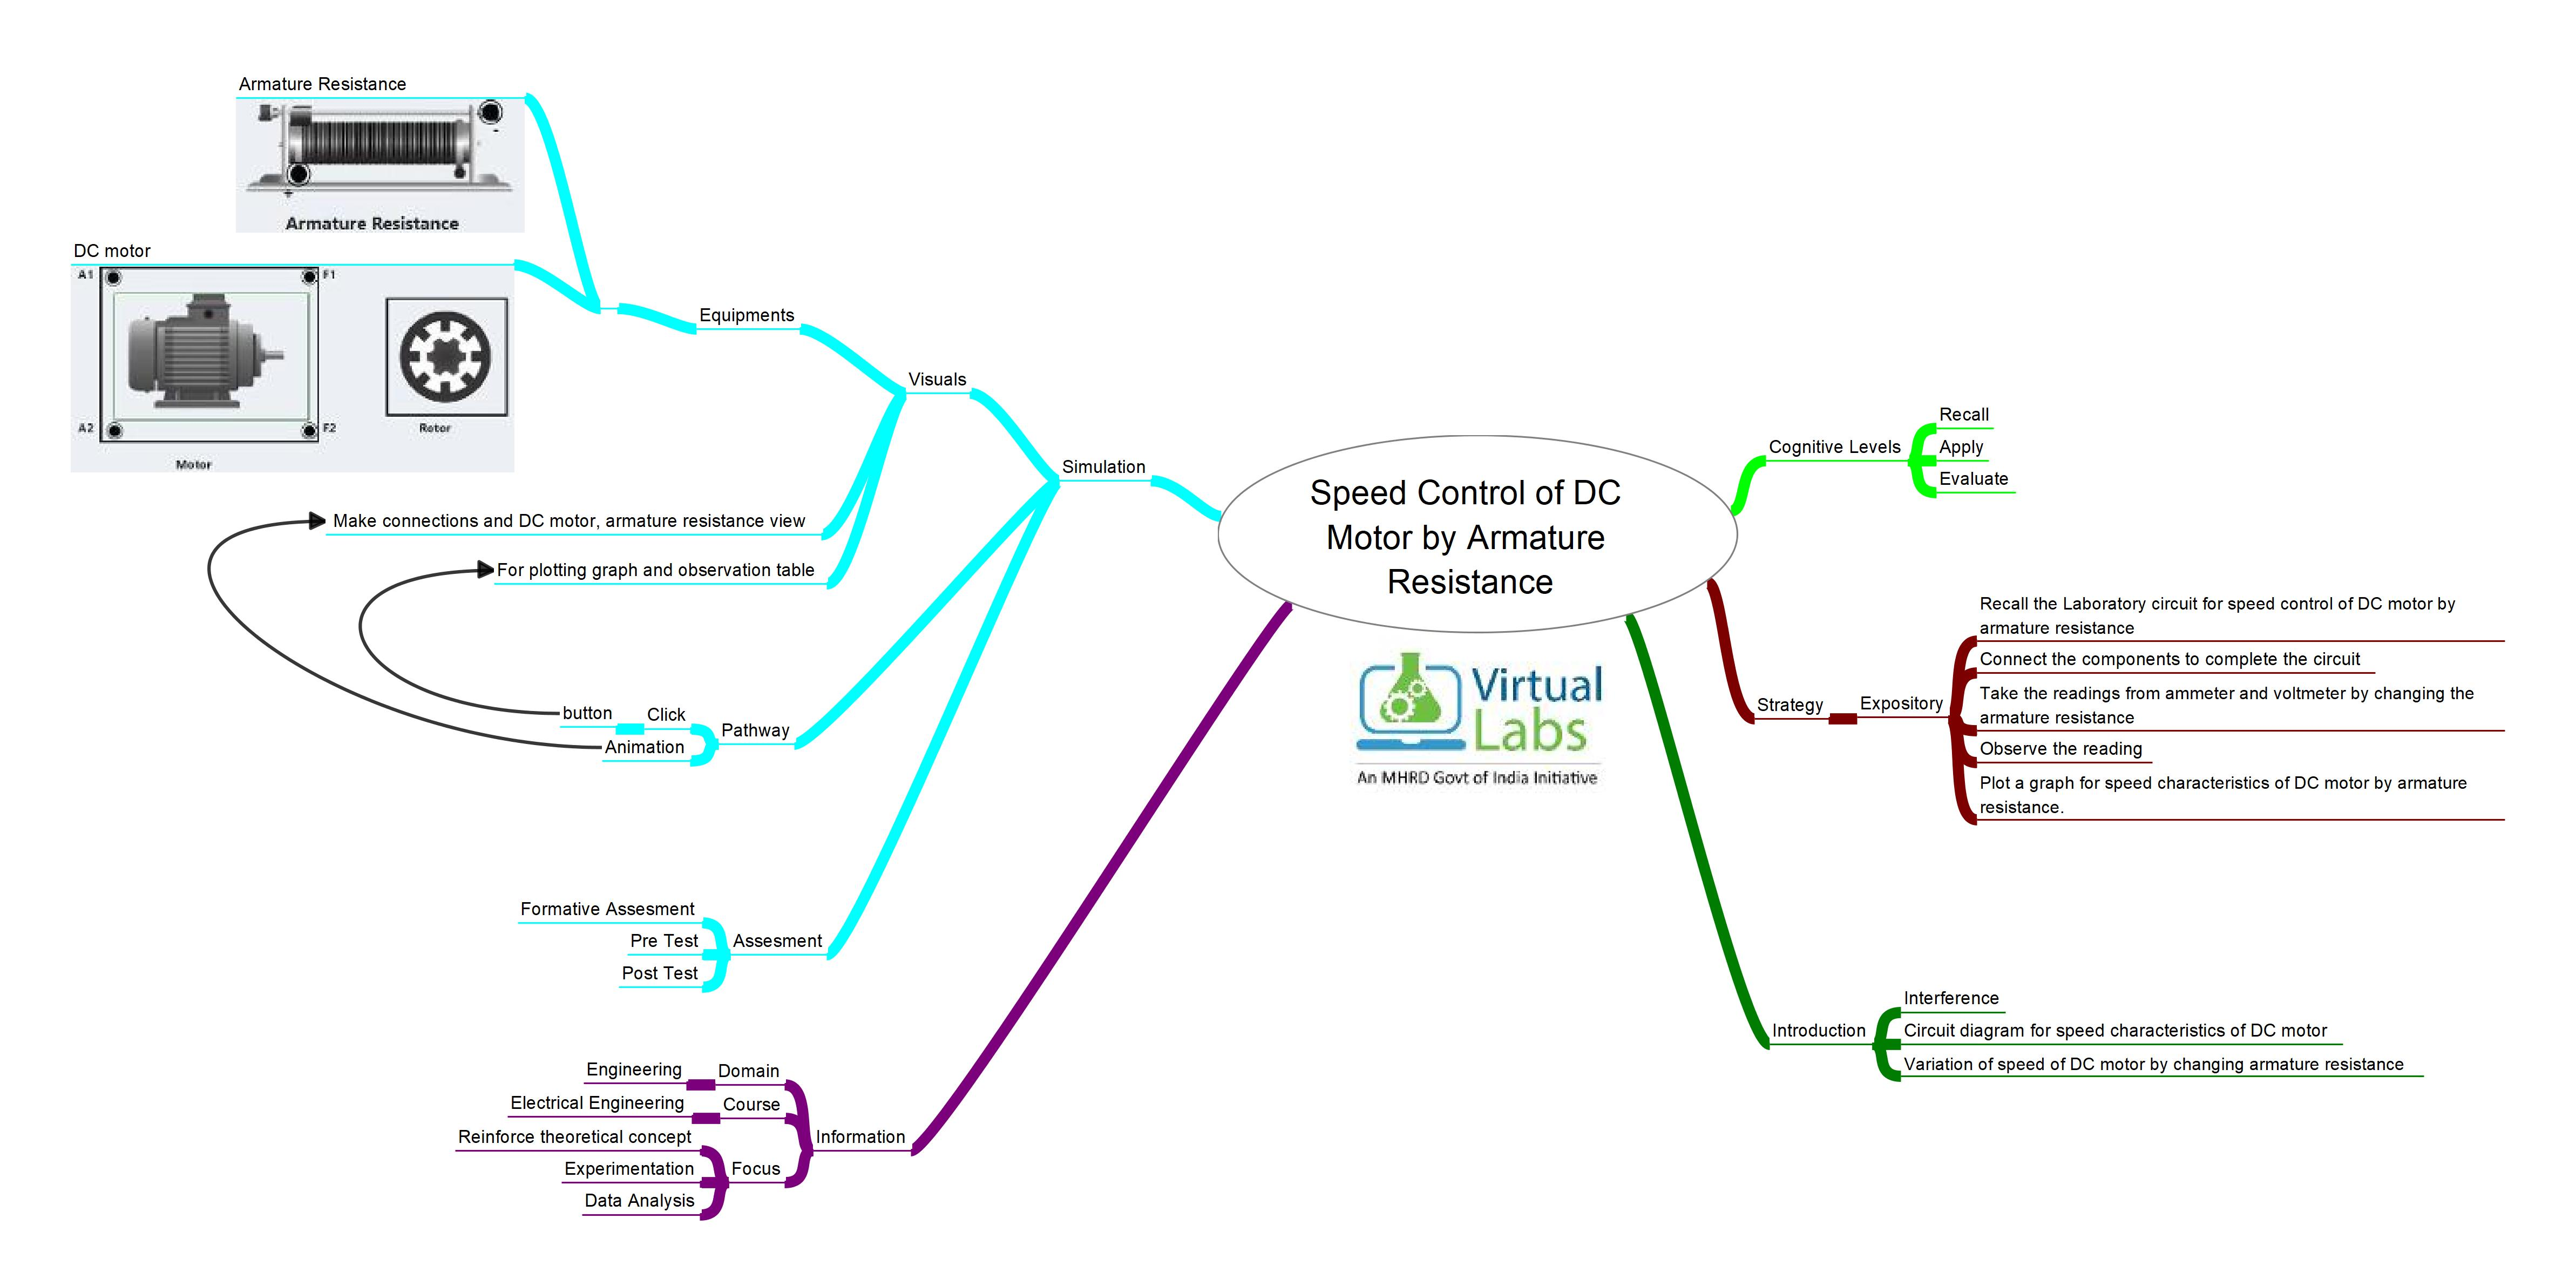 Armature Resistance
-
+
Armature Resistance
DC motor
A1
F1
A2
F2
Motor
Rotor
Equipments
Visuals
Simulation
Make connections and DC motor, armature resistance view
For plotting graph and observation table
button
Click
Animation
Pathway
Formative Assesment
Pre Test
Post Test
Assesment
Engineering
Domain
Electrical Engineering
Course
Reinforce theoretical concept
Experimentation
Data Analysis
Focus
Information
Speed Control of DC
Motor by Armature
Resistance
Virtual
Labs
An MHRD Govt of India Initiative
Cognitive Levels
Recall
Apply
Evaluate
Strategy
Expository
Recall the Laboratory circuit for speed control of DC motor by
armature resistance
Connect the components to complete the circuit
Take the readings from ammeter and voltmeter by changing the
armature resistance
Observe the reading
Plot a graph for speed characteristics of DC motor by armature
resistance.
Introduction
Interference
Circuit diagram for speed characteristics of DC motor
Variation of speed of DC motor by changing armature resistance